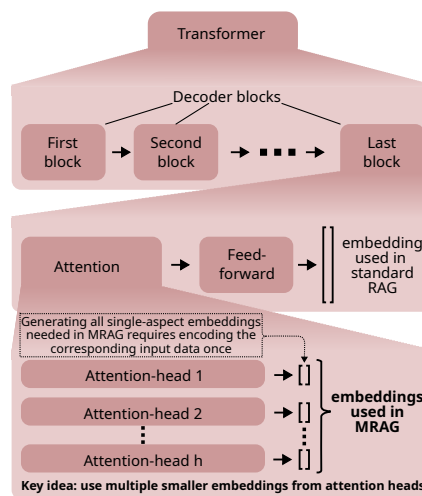 Transformer
Decoder blocks
First
block
Second
block
Last
block
Attention
Feed-
forward
embedding
used in
standard
RAG
Generating all single-aspect embeddings
needed in MRAG requires encoding the
corresponding input data once
Attention-head 1
Attention-head 2
Attention-head h
embeddings
used in
MRAG
Key idea: use multiple smaller embeddings from attention heads